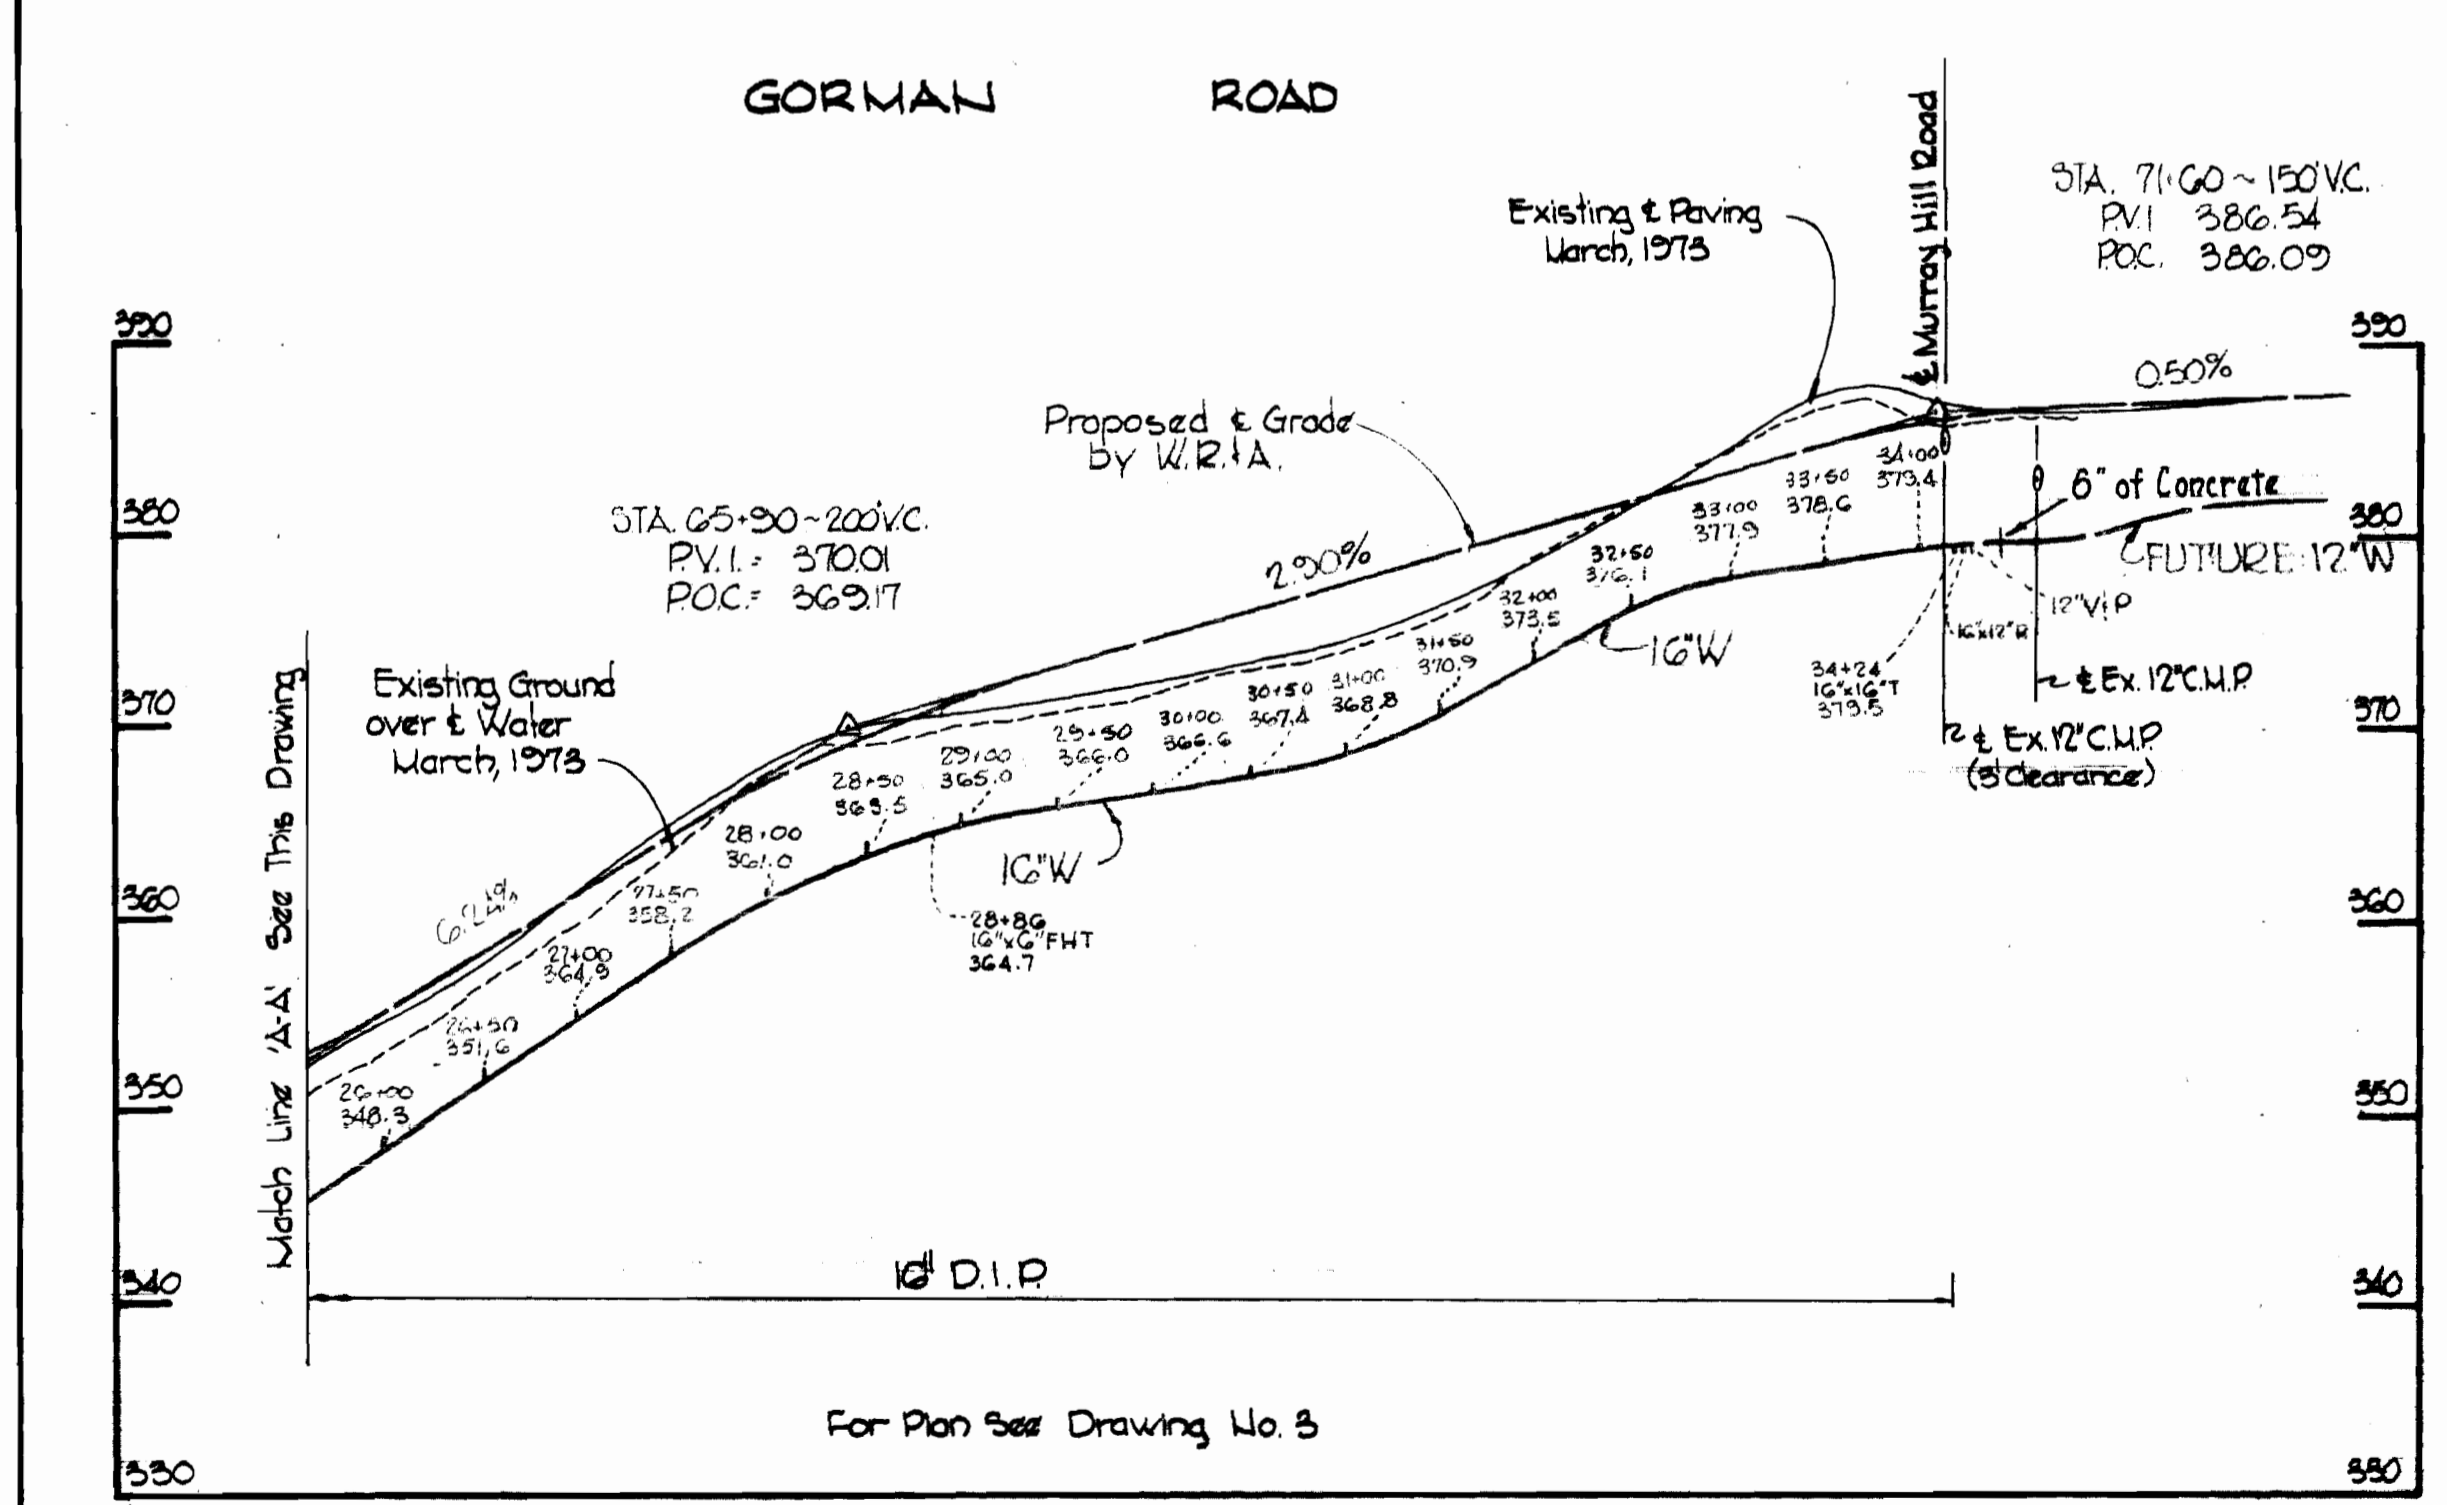 GORMAN ROAD
STA. 71+60 ~ 150' V.C.
P.V.I 386.54
P.O.C. 386.09
Existing ℄ Paving
March, 1973
℄ Murray Hill Road
390
390
0.50%
Proposed ℄ Grade
by W.R.&A.
STA. 65+90 ~ 200' V.C.
P.V.I. = 370.01
P.O.C. = 369.17
2.90%
380
380
6" of Concrete
FUTURE 12"W
34+00
379.4
33+50
378.6
33+00
377.9
32+50
376.1
32+00
373.5
31+50
370.9
31+00
368.8
30+50
367.4
30+00
366.6
29+50
366.0
29+00
365.0
28+50
363.5
28+00
361.0
27+50
358.2
27+00
364.9
26+50
351.6
26+00
348.3
16"W
12"V&P
16"x12"R
34+24
16"x16"T
379.5
℄ Ex. 12" C.M.P.
℄ Ex. 12" C.M.P.
(3' Clearance)
370
370
Existing Ground
over ℄ Water
March, 1973
Match Line 'A-A' See This Drawing
16"W
28+86
16"x6" FHT
364.7
360
360
350
350
16" D.I.P.
340
340
For Plan See Drawing No. 3
330
330